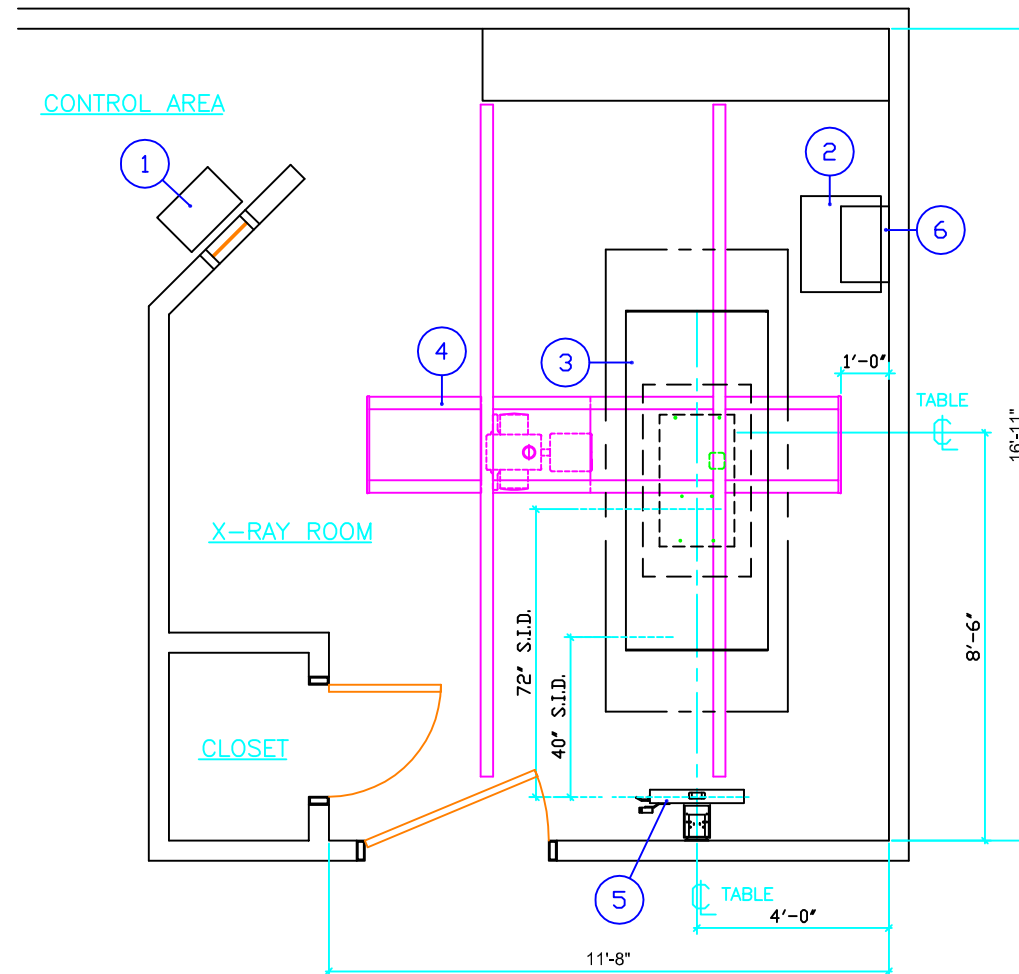 CONTROL AREA
1
2
6
4
3
1'-0"
TABLE
℄
16'-11"
X-RAY ROOM
72" S.I.D.
8'-6"
40" S.I.D.
CLOSET
5
℄ TABLE
4'-0"
11'-8"